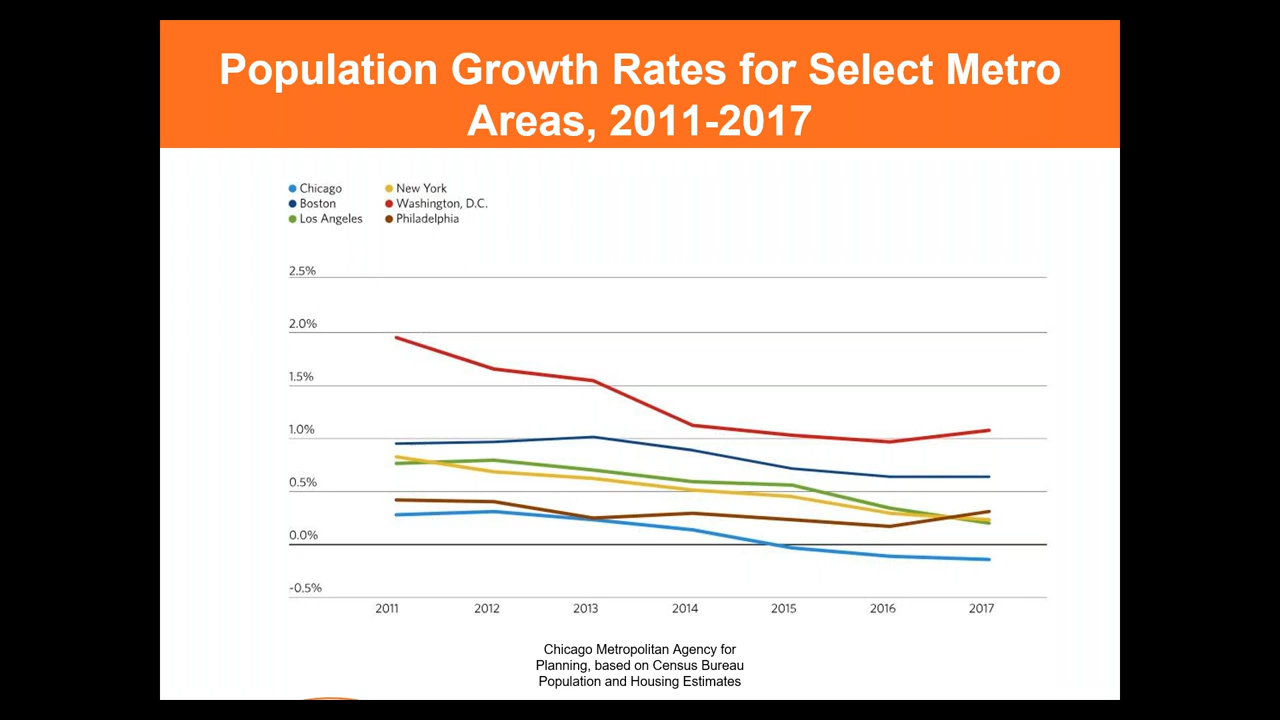 Population Growth Rates for Select Metro
Areas, 2011-2017
Chicago
New York
Boston
Washington, D.C.
Los Angeles
Philadelphia
2.5%
2.0%
1.5%
1.0%
0.5%
0.0%
-0.5%
2011 2012 2013 2014 2015 2016 2017
Chicago Metropolitan Agency for
Planning, based on Census Bureau
Population and Housing Estimates